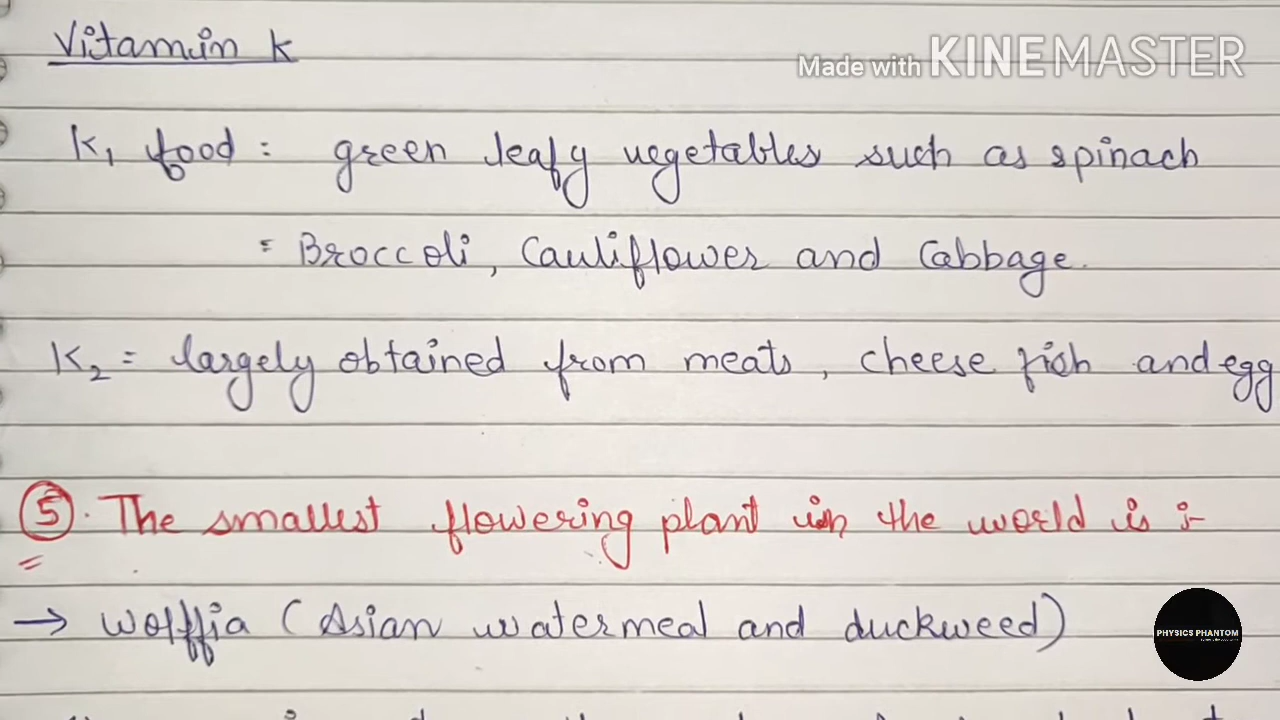 Vitamin K
Made with KINEMASTER
K1 food : green leafy vegetables such as spinach
= Broccoli, Cauliflower and Cabbage.
K2 = largely obtained from meats, cheese fish and egg
5. The smallest flowering plant in the world is :-
→ Wolffia (Asian watermeal and duckweed)
PHYSICS PHANTOM